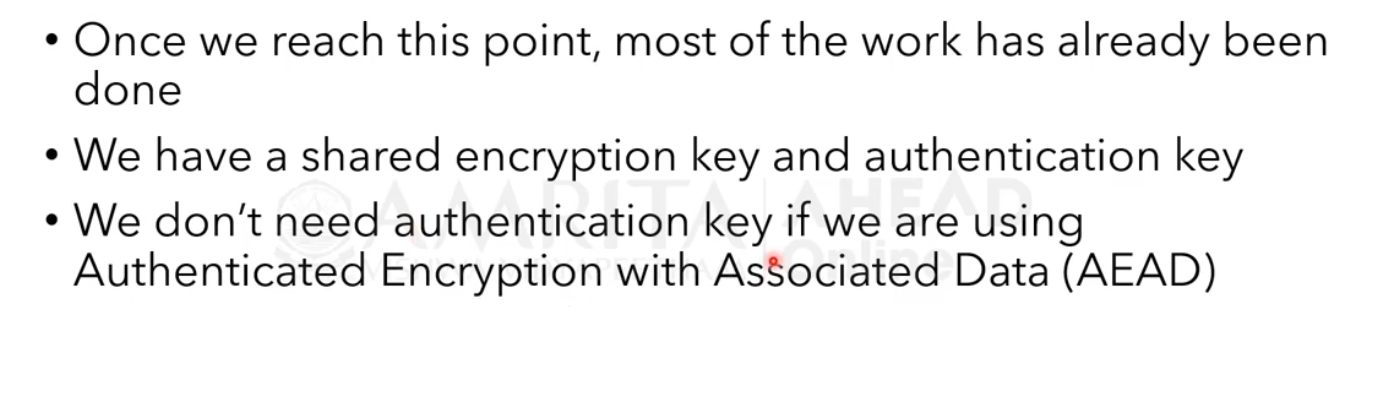 • Once we reach this point, most of the work has already been
done
• We have a shared encryption key and authentication key
• We don’t need authentication key if we are using
Authenticated Encryption with Associated Data (AEAD)
AMRITA AHEAD
Online